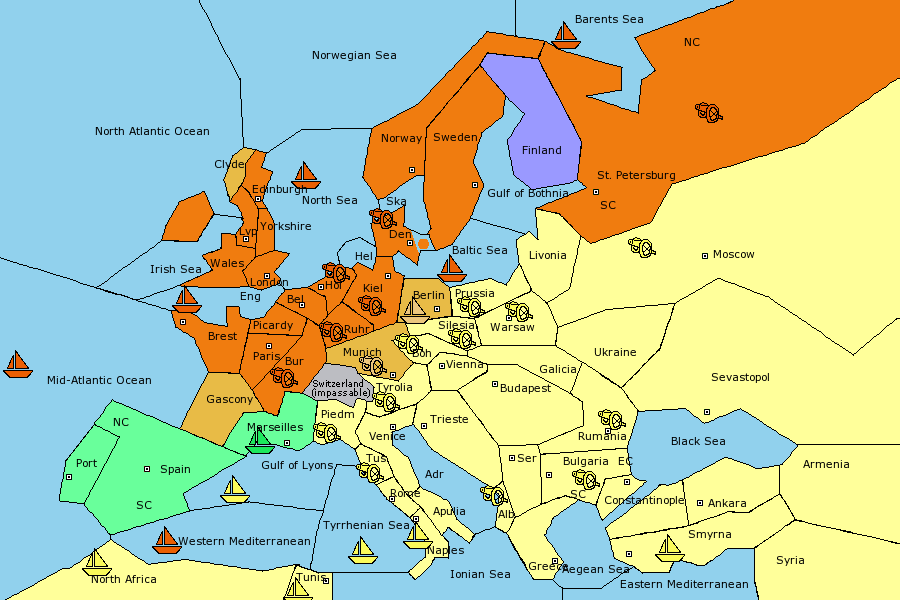 Barents Sea
NC
Norwegian Sea
North Atlantic Ocean
Norway
Sweden
Finland
Clyde
Edinburgh
St. Petersburg
Gulf of Bothnia
North Sea
Ska
SC
Lvp
Yorkshire
Den
Baltic Sea
Livonia
Moscow
Irish Sea
Wales
Hel
London
Hol
Kiel
Eng
Bel
Berlin
Prussia
Picardy
Ruhr
Silesia
Warsaw
Brest
Paris
Bur
Munich
Boh
Ukraine
Vienna
Galicia
Mid-Atlantic Ocean
Switzerland
(impassable)
Tyrolia
Budapest
Sevastopol
Gascony
NC
Piedm
Trieste
Marseilles
Venice
Rumania
Black Sea
Port
Spain
Gulf of Lyons
Tus
Ser
Bulgaria
EC
Armenia
Adr
SC
Rome
Constantinople
Ankara
SC
Apulia
Alb
Tyrrhenian Sea
Smyrna
Western Mediterranean
Naples
Syria
Greece
Aegean Sea
Ionian Sea
North Africa
Tunis
Eastern Mediterranean